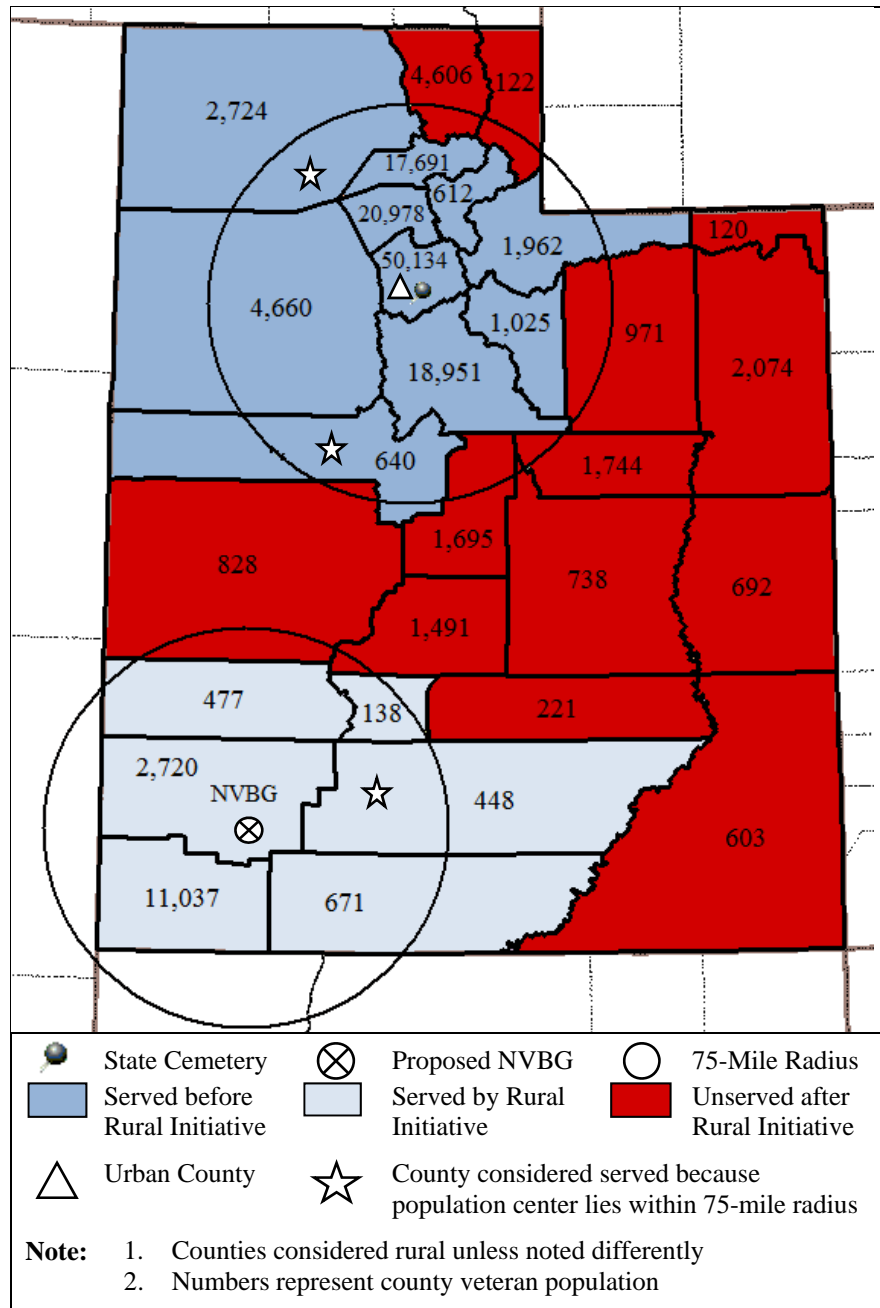 4,606
122
2,724
17,691
612
20,978
1,962
120
50,134
4,660
1,025
971
2,074
18,951
640
1,744
1,695
828
738
692
1,491
477
138
221
2,720
NVBG
448
603
11,037
671
State Cemetery
Proposed NVBG
75-Mile Radius
Served before
Rural Initiative
Served by Rural
Initiative
Unserved after
Rural Initiative
Urban County
County considered served because
population center lies within 75-mile radius
Note: 1. Counties considered rural unless noted differently
2. Numbers represent county veteran population